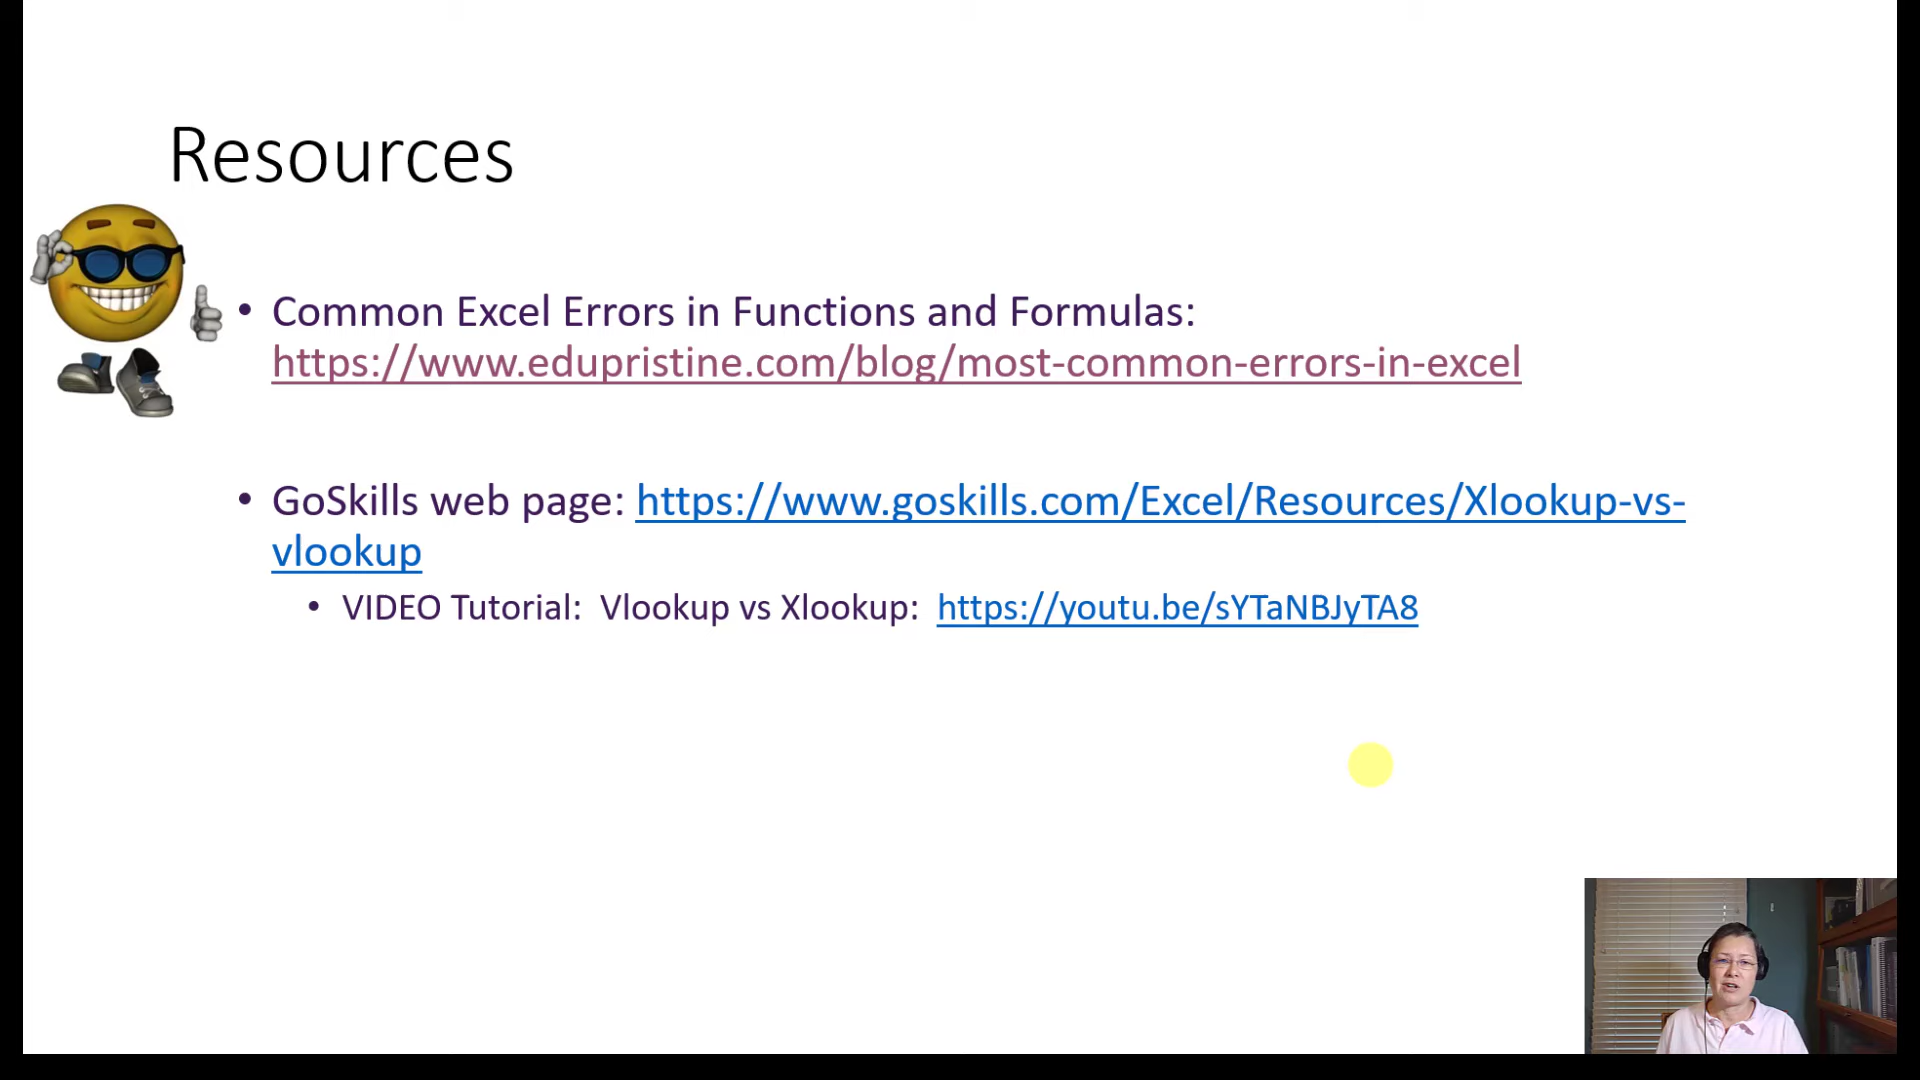 Resources
• Common Excel Errors in Functions and Formulas:
https://www.edupristine.com/blog/most-common-errors-in-excel
• GoSkills web page: https://www.goskills.com/Excel/Resources/Xlookup-vs-
vlookup
• VIDEO Tutorial:  Vlookup vs Xlookup:  https://youtu.be/sYTaNBJyTA8